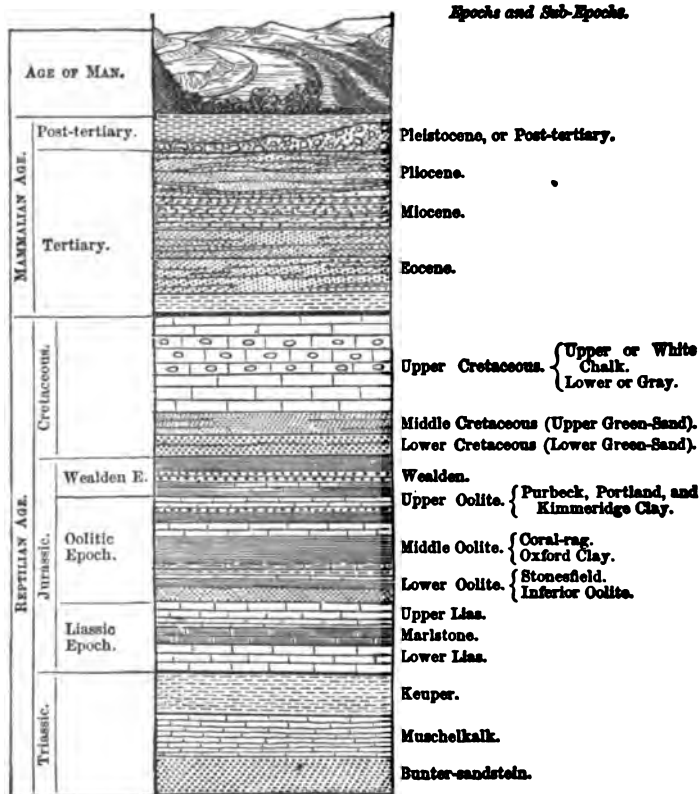 Epochs and Sub-Epochs.
AGE OF MAN.
MAMMALIAN AGE.
Post-tertiary.
Pleistocene, or Post-tertiary.
Tertiary.
Pliocene.
Miocene.
Eocene.
REPTILIAN AGE.
Cretaceous.
Upper Cretaceous.
Upper or White
Chalk.
Lower or Gray.
Middle Cretaceous (Upper Green-Sand).
Lower Cretaceous (Lower Green-Sand).
Jurassic.
Wealden E.
Wealden.
Oolitic
Epoch.
Upper Oolite.
Purbeck, Portland, and
Kimmeridge Clay.
Middle Oolite.
Coral-rag.
Oxford Clay.
Lower Oolite.
Stonesfield.
Inferior Oolite.
Liassic
Epoch.
Upper Lias.
Marlstone.
Lower Lias.
Triassic.
Keuper.
Muschelkalk.
Bunter-sandstein.